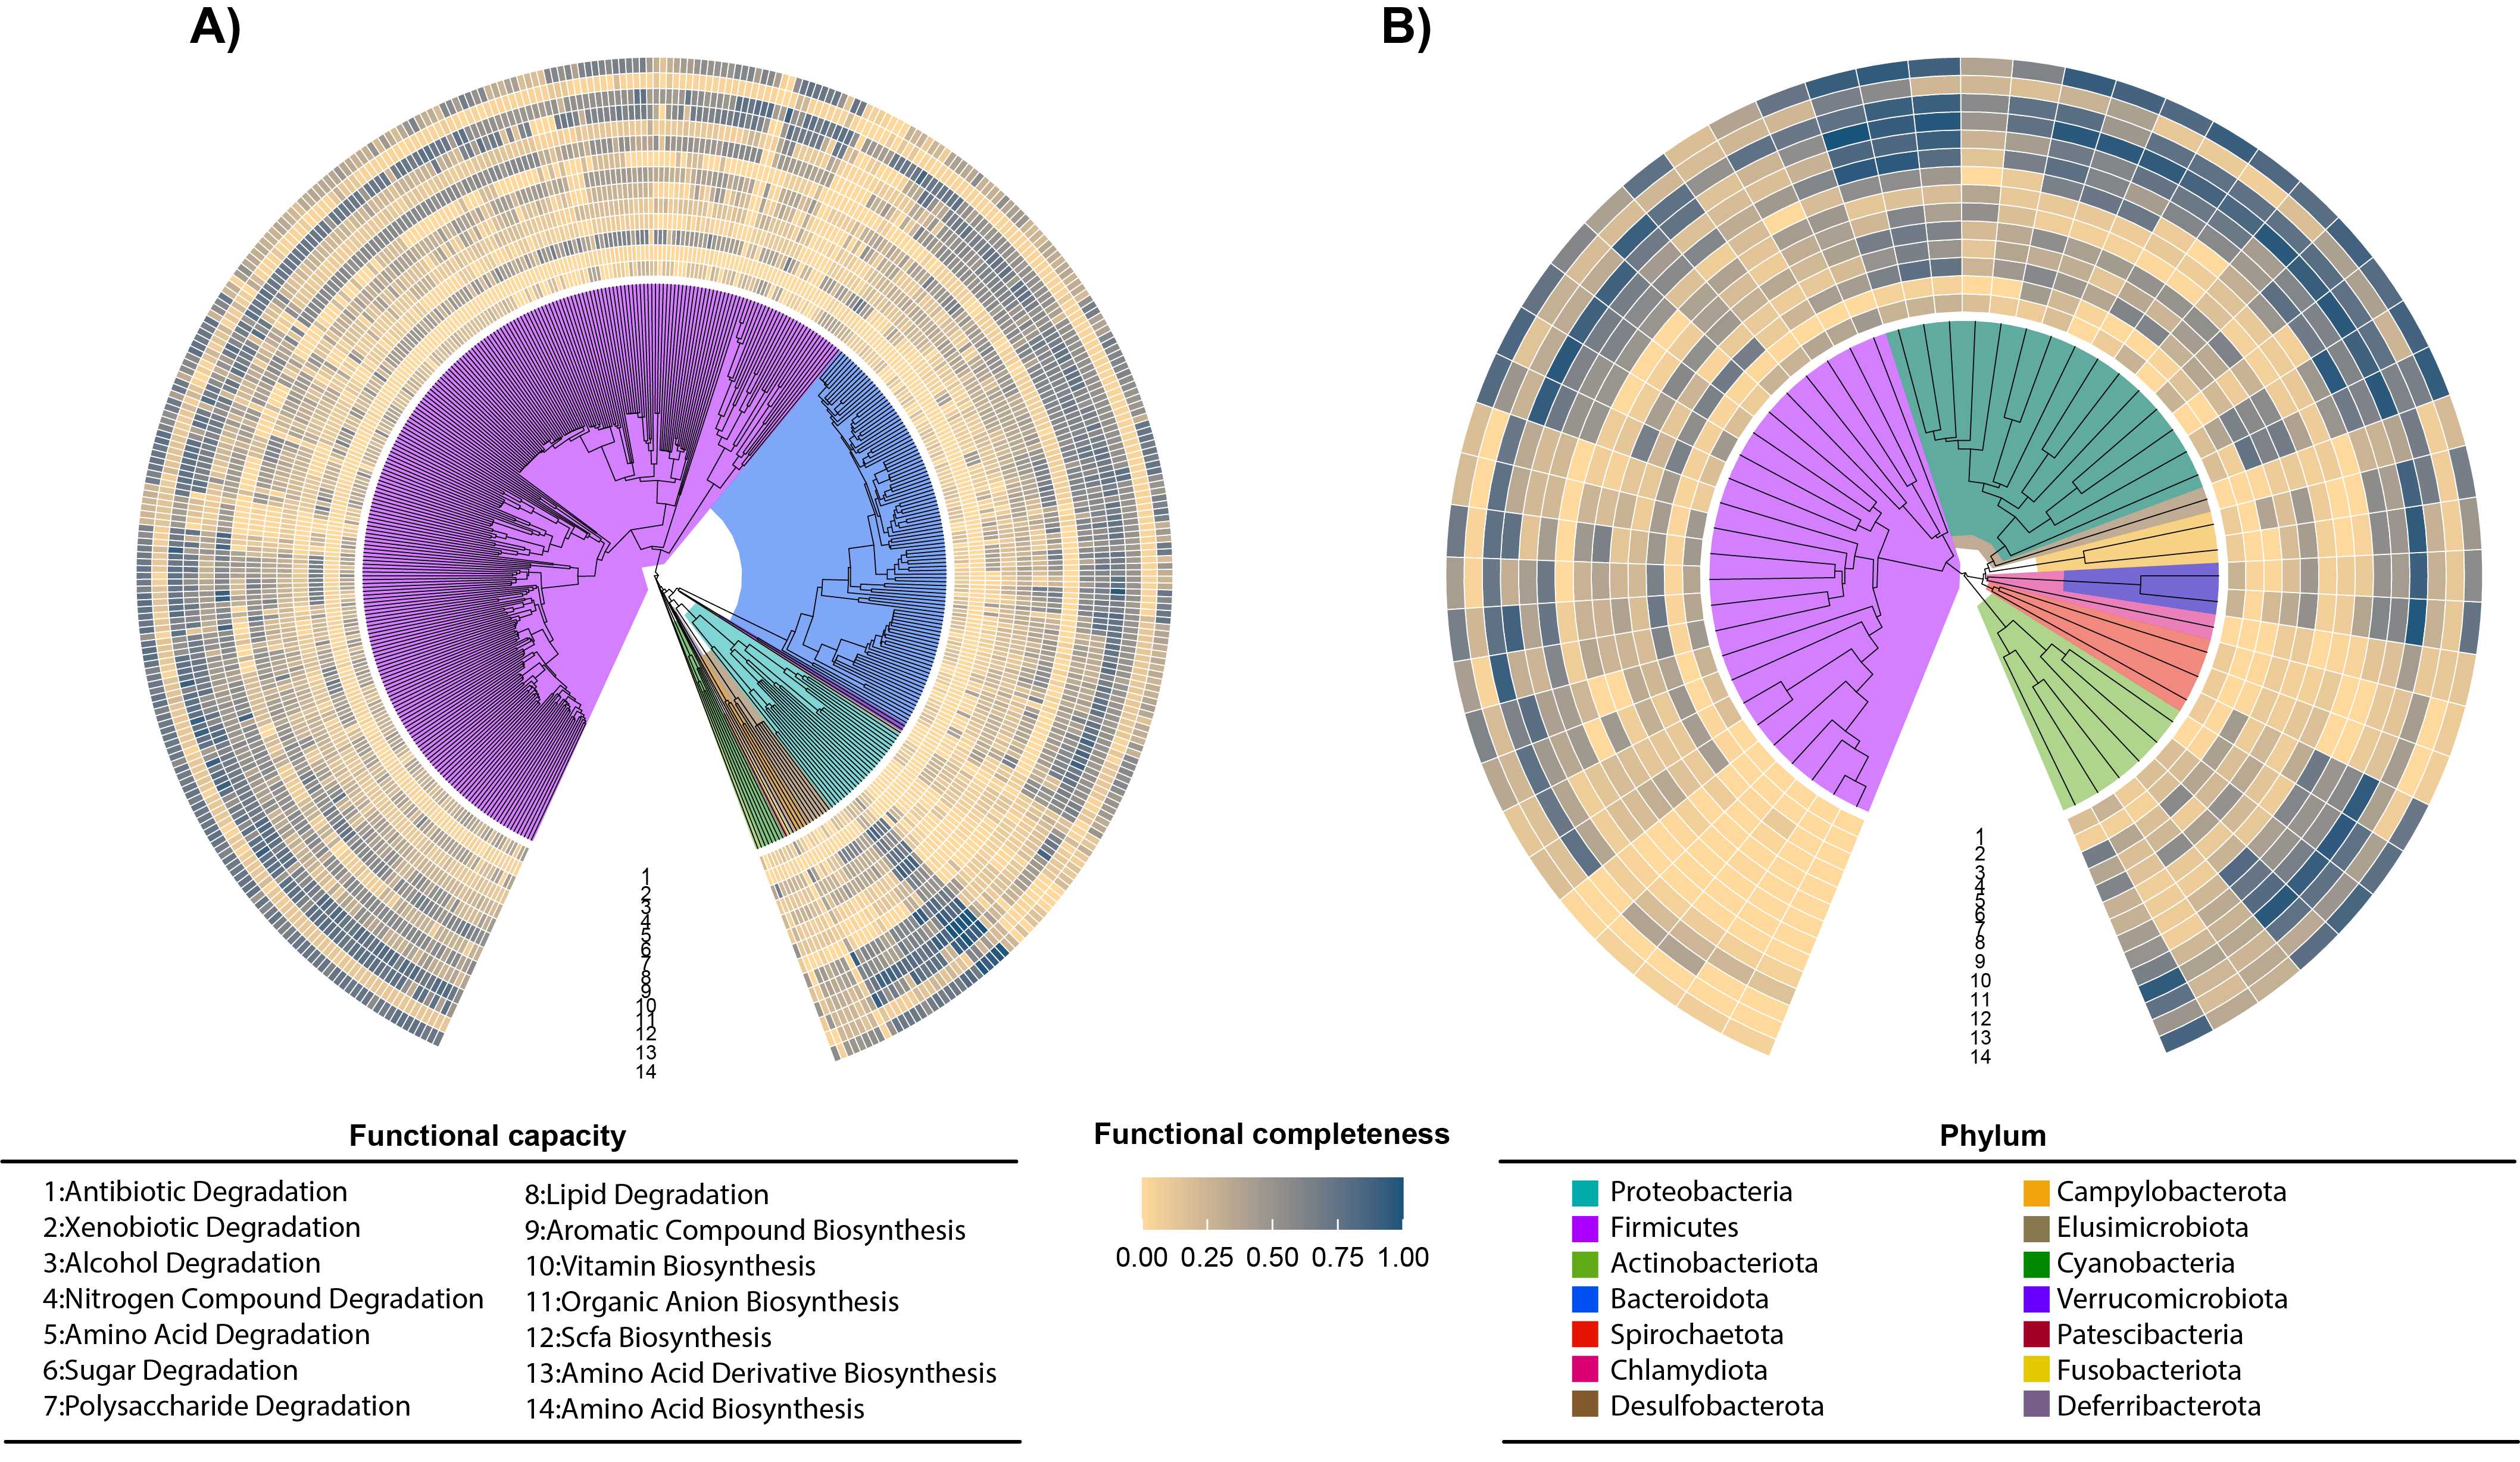 A)
B)
1
2
3
4
5
6
7
8
9
10
11
12
13
14
1
2
3
4
5
6
7
8
9
10
11
12
13
14
Functional capacity
1:Antibiotic Degradation
2:Xenobiotic Degradation
3:Alcohol Degradation
4:Nitrogen Compound Degradation
5:Amino Acid Degradation
6:Sugar Degradation
7:Polysaccharide Degradation
8:Lipid Degradation
9:Aromatic Compound Biosynthesis
10:Vitamin Biosynthesis
11:Organic Anion Biosynthesis
12:Scfa Biosynthesis
13:Amino Acid Derivative Biosynthesis
14:Amino Acid Biosynthesis
Functional completeness
0.00 0.25 0.50 0.75 1.00
Phylum
Proteobacteria
Firmicutes
Actinobacteriota
Bacteroidota
Spirochaetota
Chlamydiota
Desulfobacterota
Campylobacterota
Elusimicrobiota
Cyanobacteria
Verrucomicrobiota
Patescibacteria
Fusobacteriota
Deferribacterota